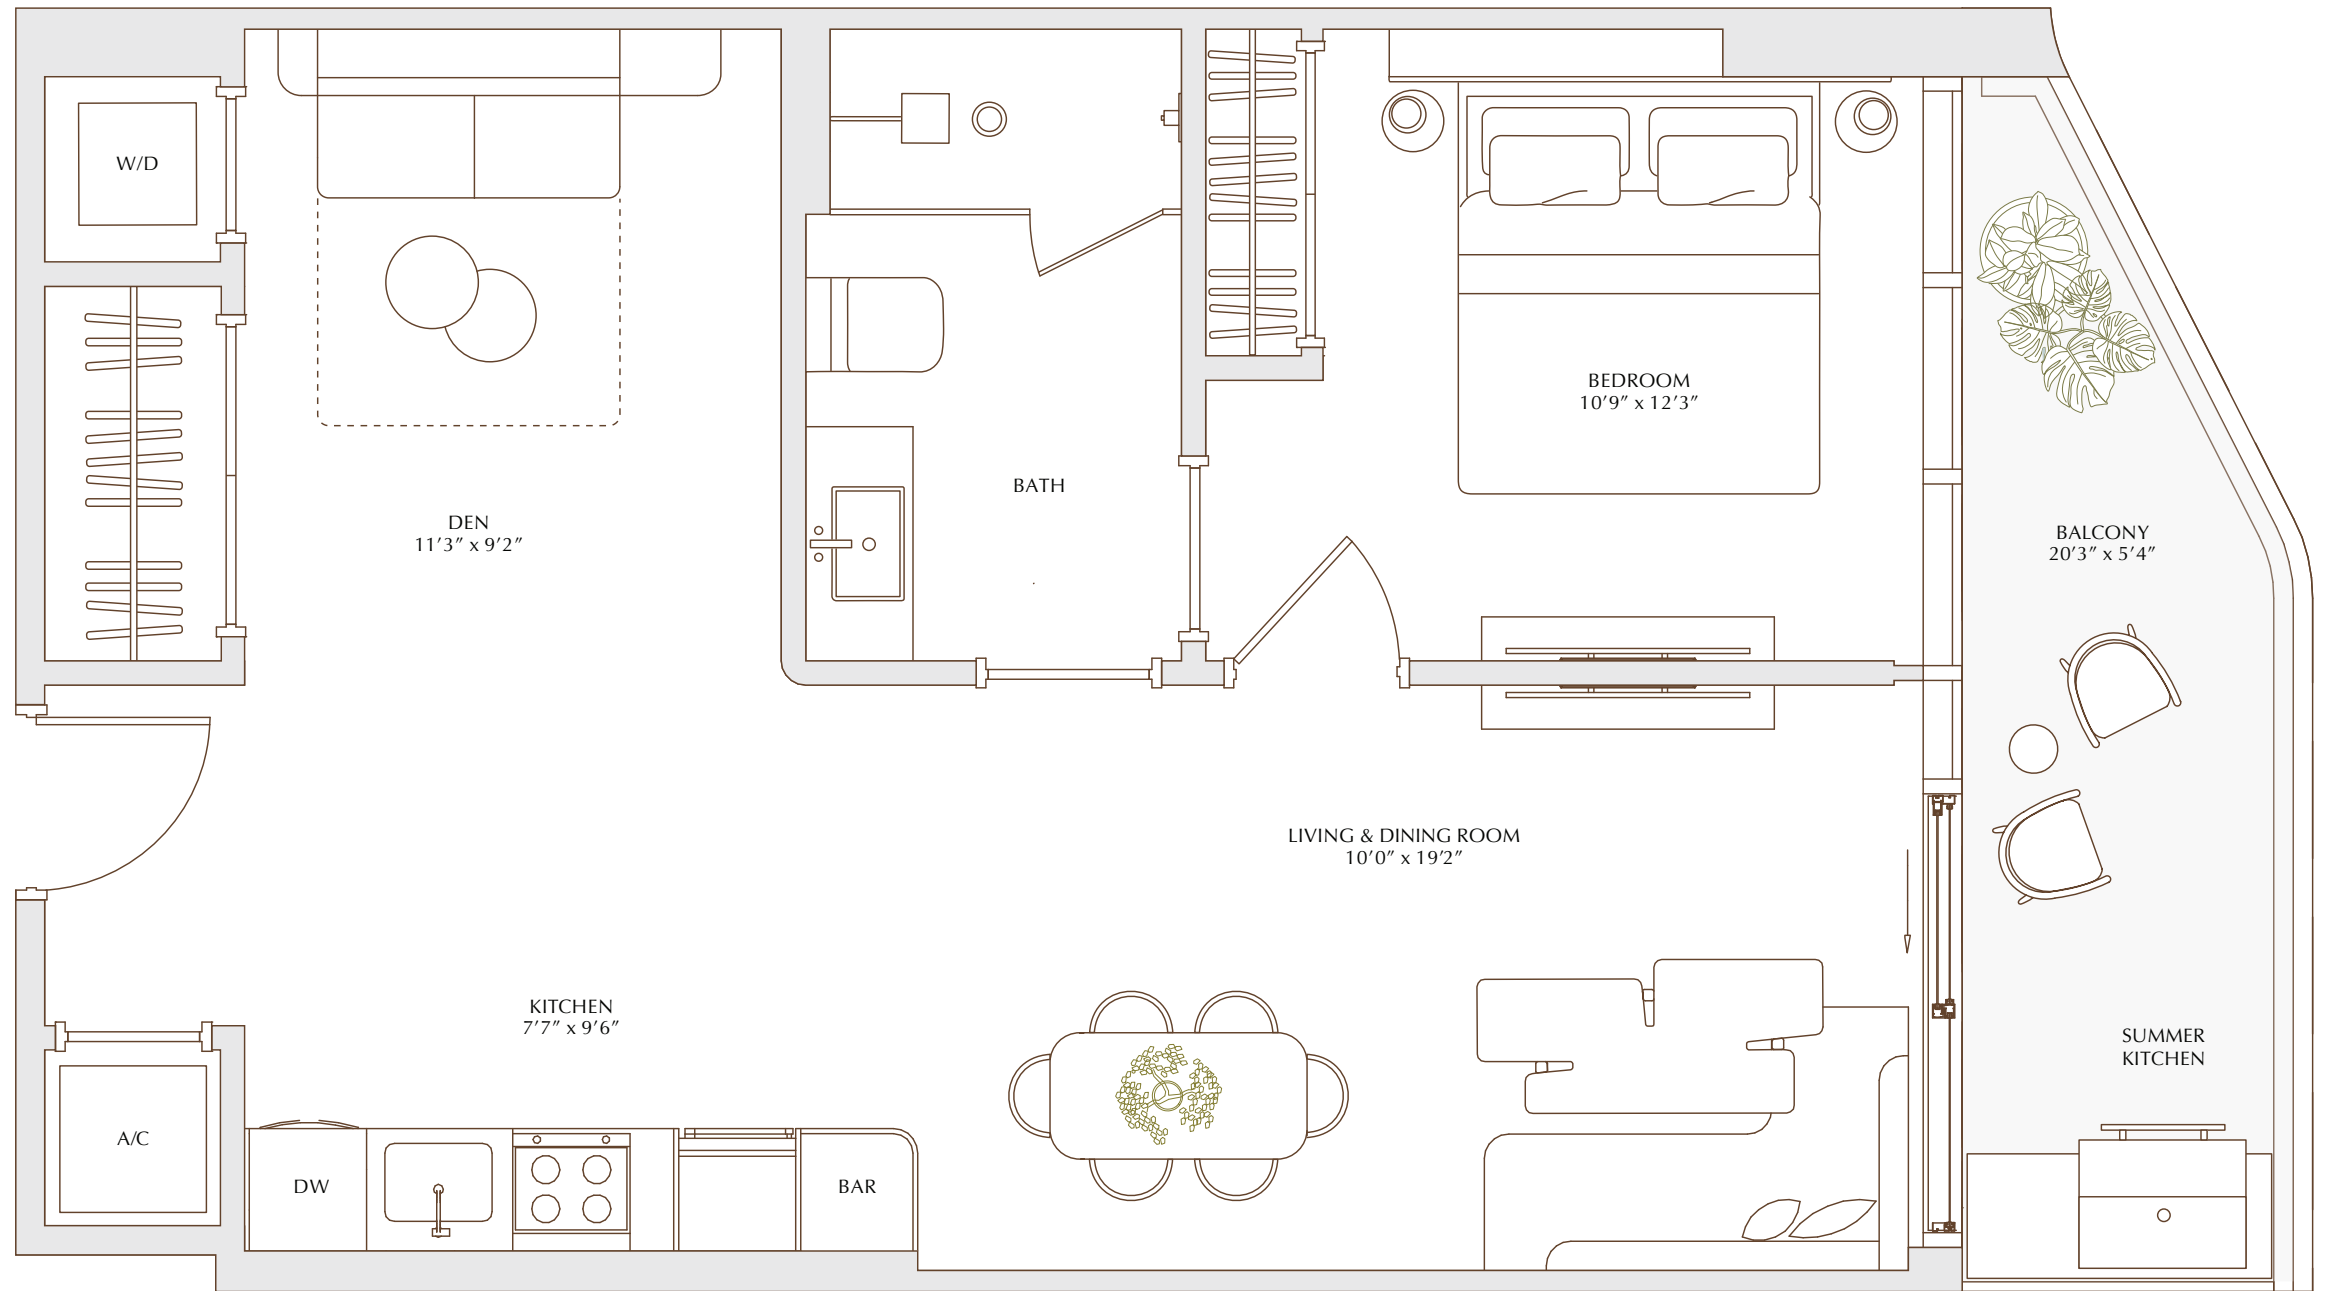 W/D
DEN
11’3” x 9’2”
BATH
BEDROOM
10’9” x 12’3”
BALCONY
20’3” x 5’4”
LIVING & DINING ROOM
10’0” x 19’2”
KITCHEN
7’7” x 9’6”
SUMMER
KITCHEN
A/C
DW
BAR